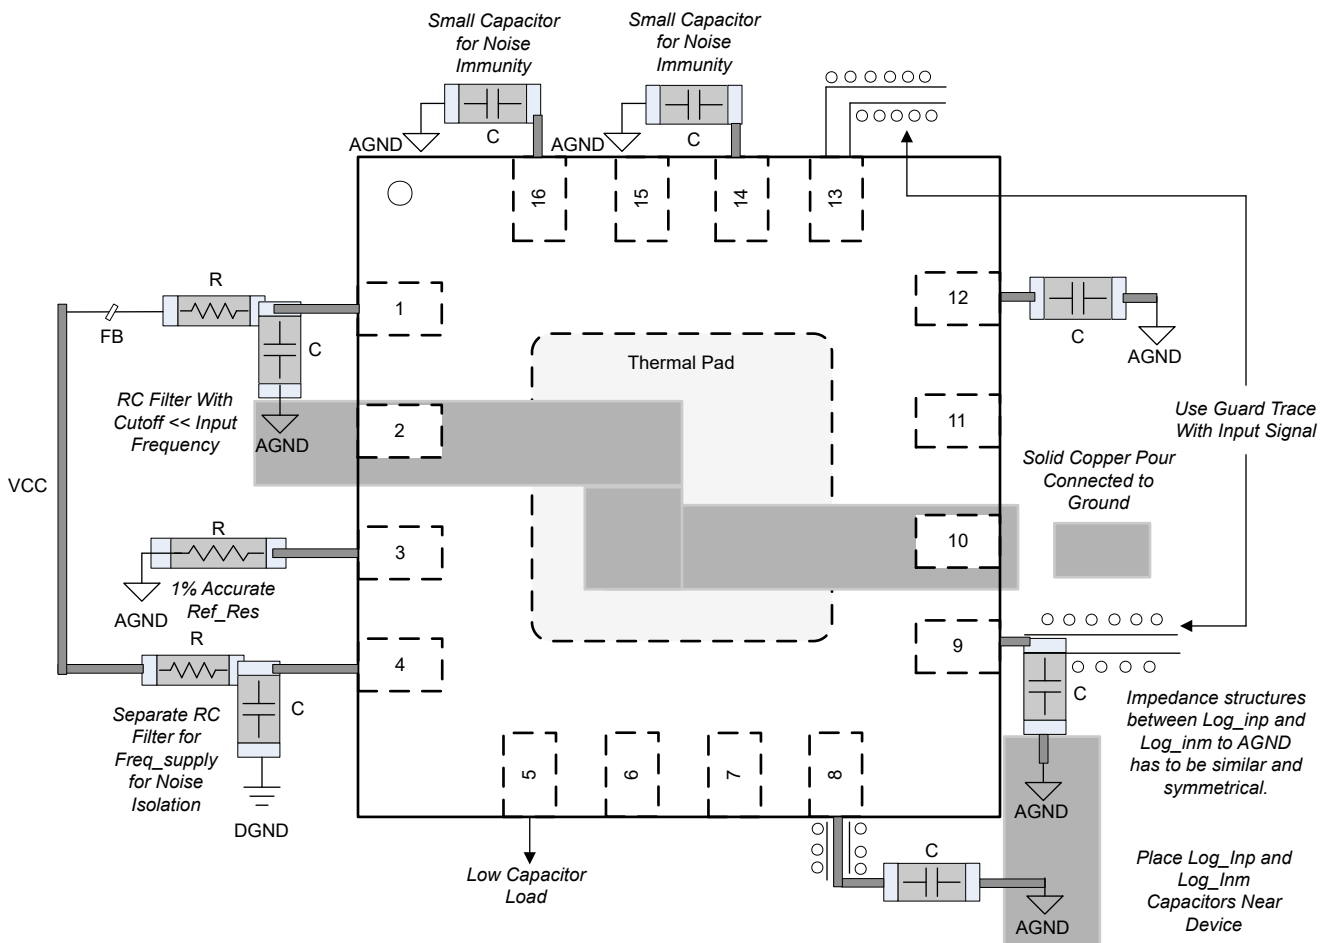 Small Capacitor
for Noise
Immunity
Small Capacitor
for Noise
Immunity
C
C
AGND
AGND
16
15
14
13
R
1
12
FB
C
C
AGND
Thermal Pad
RC Filter With
Cutoff << Input
Frequency
AGND
2
11
Use Guard Trace
With Input Signal
VCC
Solid Copper Pour
Connected to
Ground
R
3
10
1% Accurate
Ref_Res
AGND
R
4
9
C
C
Separate RC
Filter for
Freq_supply
for Noise
Isolation
DGND
Impedance structures
between Log_inp and
Log_inm to AGND
has to be similar and
symmetrical.
5
6
7
8
AGND
Low Capacitor
Load
C
AGND
Place Log_Inp and
Log_Inm
Capacitors Near
Device